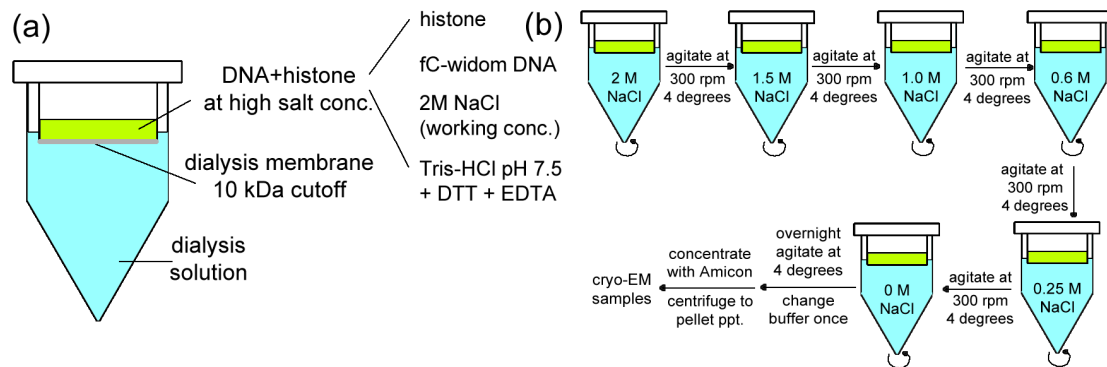 (a)
DNA+histone
at high salt conc.
histone
fC-widom DNA
2M NaCl
(working conc.)
Tris-HCl pH 7.5
+ DTT + EDTA
dialysis membrane
10 kDa cutoff
dialysis
solution
(b)
2 M
NaCl
agitate at
300 rpm
4 degrees
1.5 M
NaCl
agitate at
300 rpm
4 degrees
1.0 M
NaCl
agitate at
300 rpm
4 degrees
0.6 M
NaCl
agitate at
300 rpm
4 degrees
0.25 M
NaCl
agitate at
300 rpm
4 degrees
0 M
NaCl
overnight
agitate at
4 degrees
change
buffer once
concentrate
with Amicon
centrifuge to
pellet ppt.
cryo-EM
samples